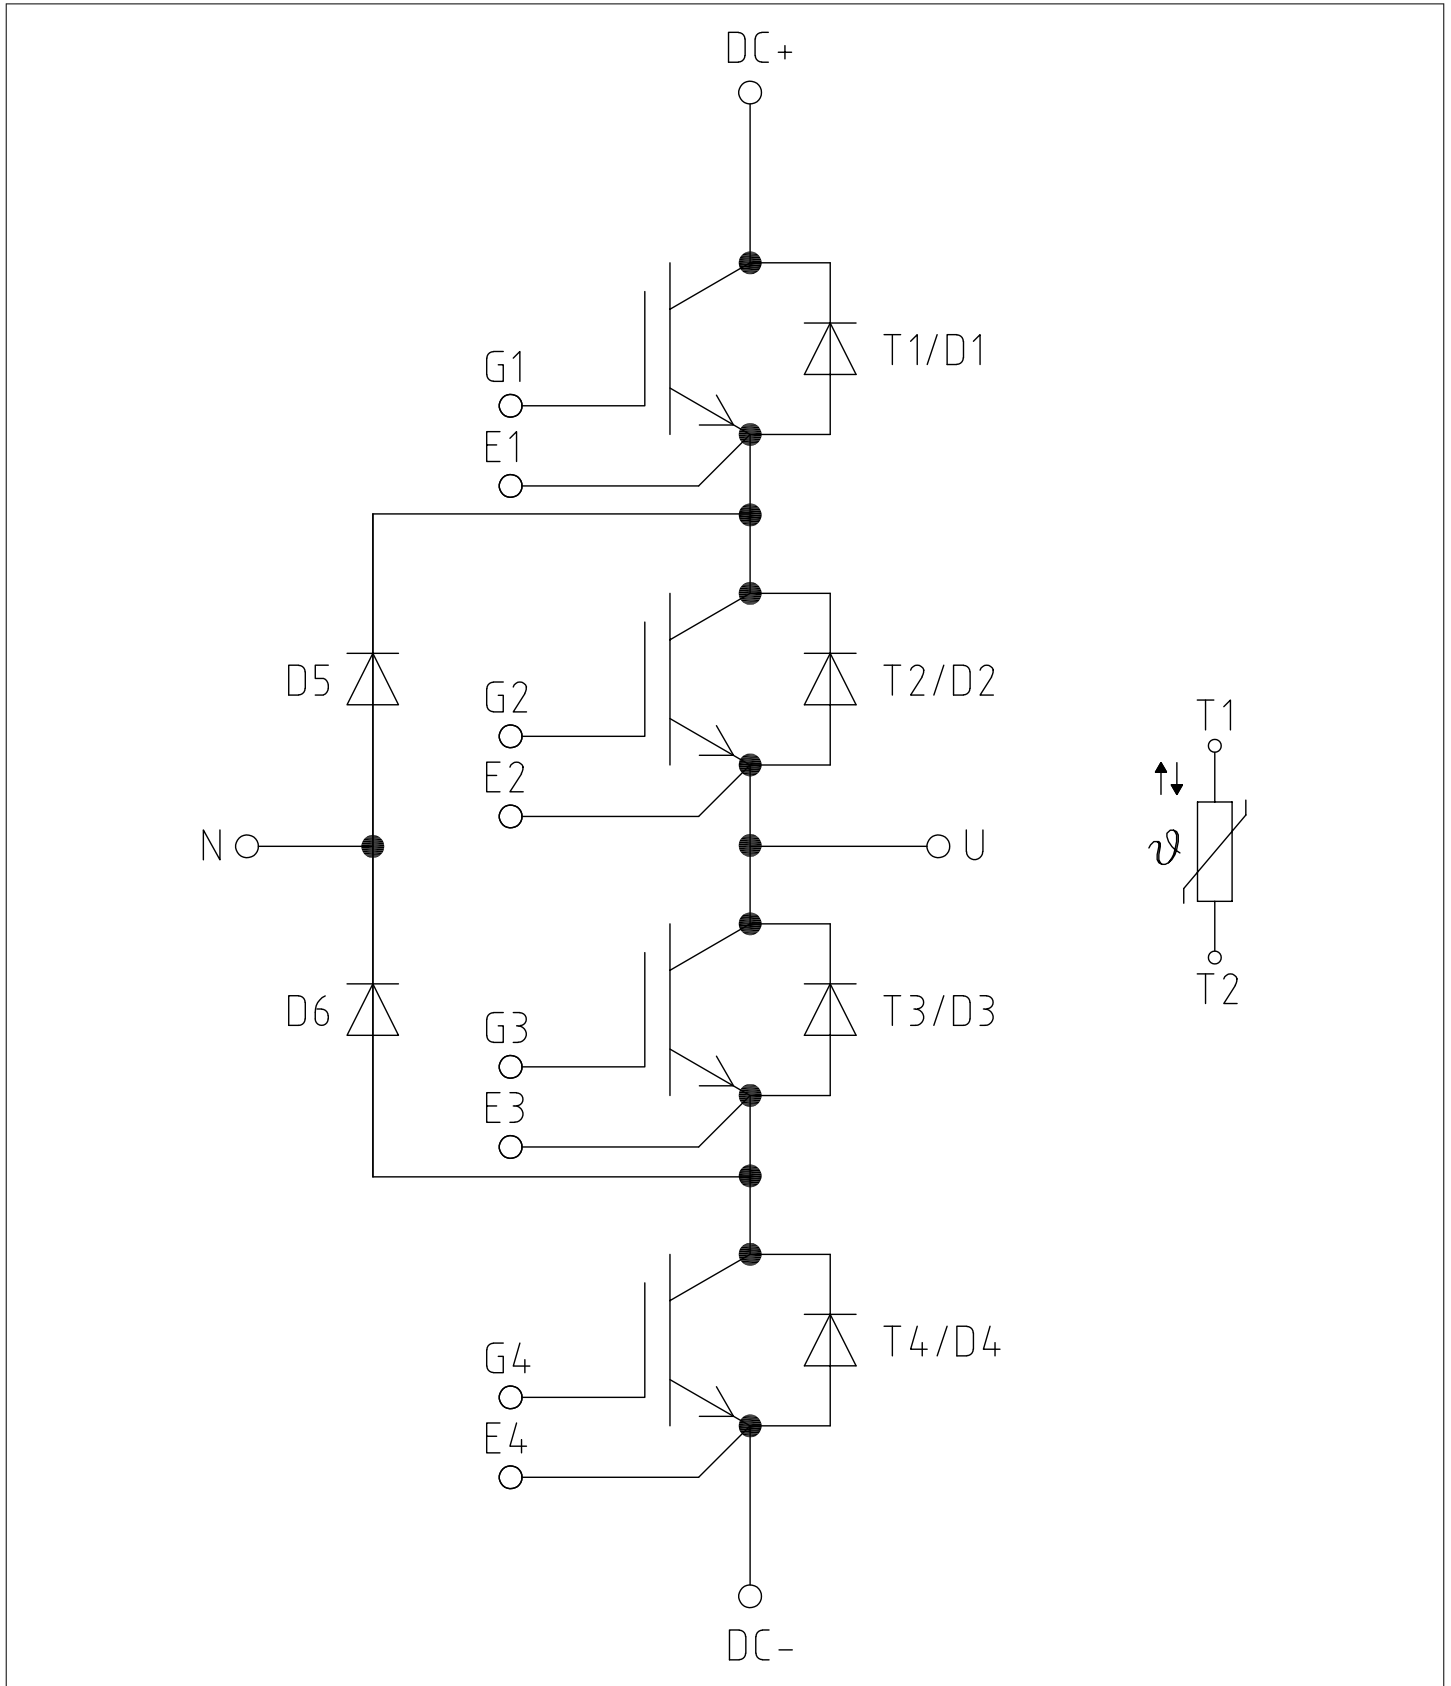 DC+
G1
T1/D1
E1
D5
G2
T2/D2
E2
T1
N
U
ϑ
D6
G3
T3/D3
T2
E3
G4
T4/D4
E4
DC-